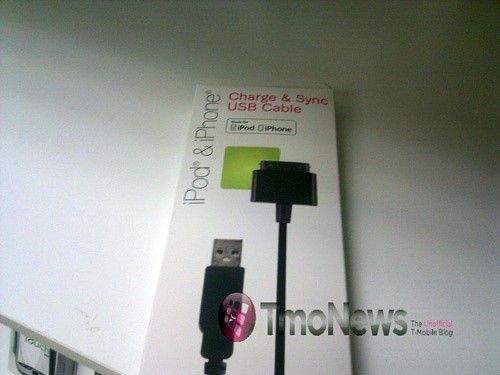 Charge & Sync
USB Cable
Made for
iPod iPhone
iPod® & iPhone®
TmoNews
The Unofficial
T-Mobile Blog